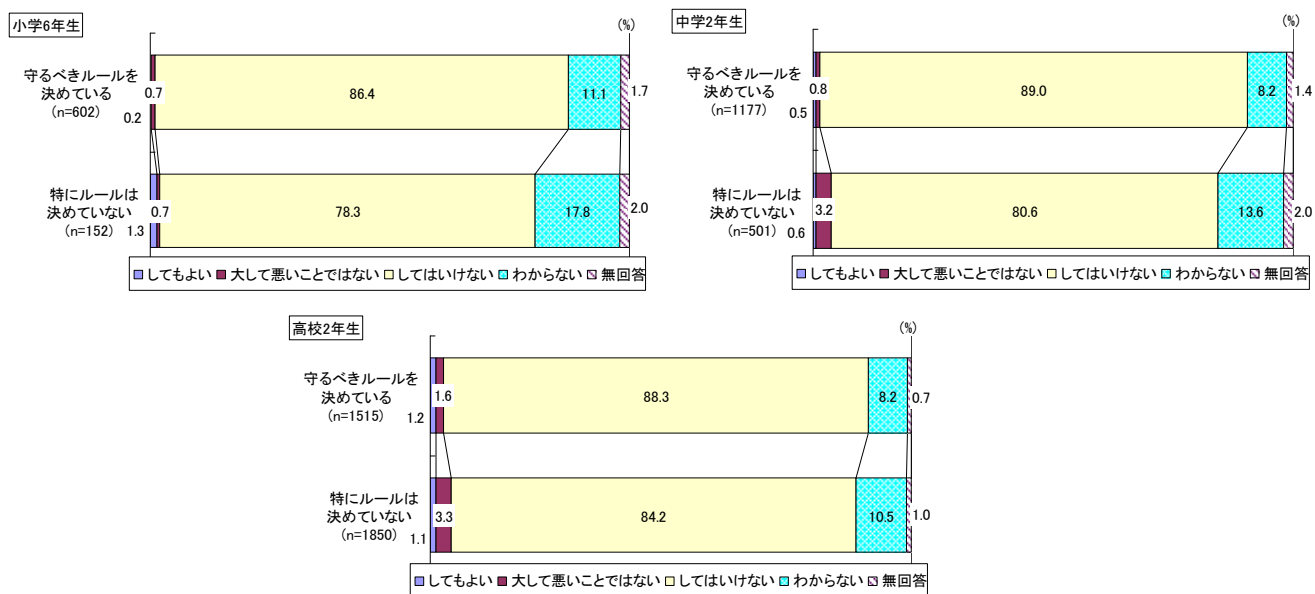 小学6年生
(%)
守るべきルールを
決めている
(n=602)
0.2
0.7
86.4
11.1
1.7
特にルールは
決めていない
(n=152)
1.3
0.7
78.3
17.8
2.0
してもよい 大して悪いことではない してはいけない わからない 無回答
中学2年生
(%)
守るべきルールを
決めている
(n=1177)
0.5
0.8
89.0
8.2
1.4
特にルールは
決めていない
(n=501)
0.6
3.2
80.6
13.6
2.0
してもよい 大して悪いことではない してはいけない わからない 無回答
高校2年生
(%)
守るべきルールを
決めている
(n=1515)
1.2
1.6
88.3
8.2
0.7
特にルールは
決めていない
(n=1850)
1.1
3.3
84.2
10.5
1.0
してもよい 大して悪いことではない してはいけない わからない 無回答